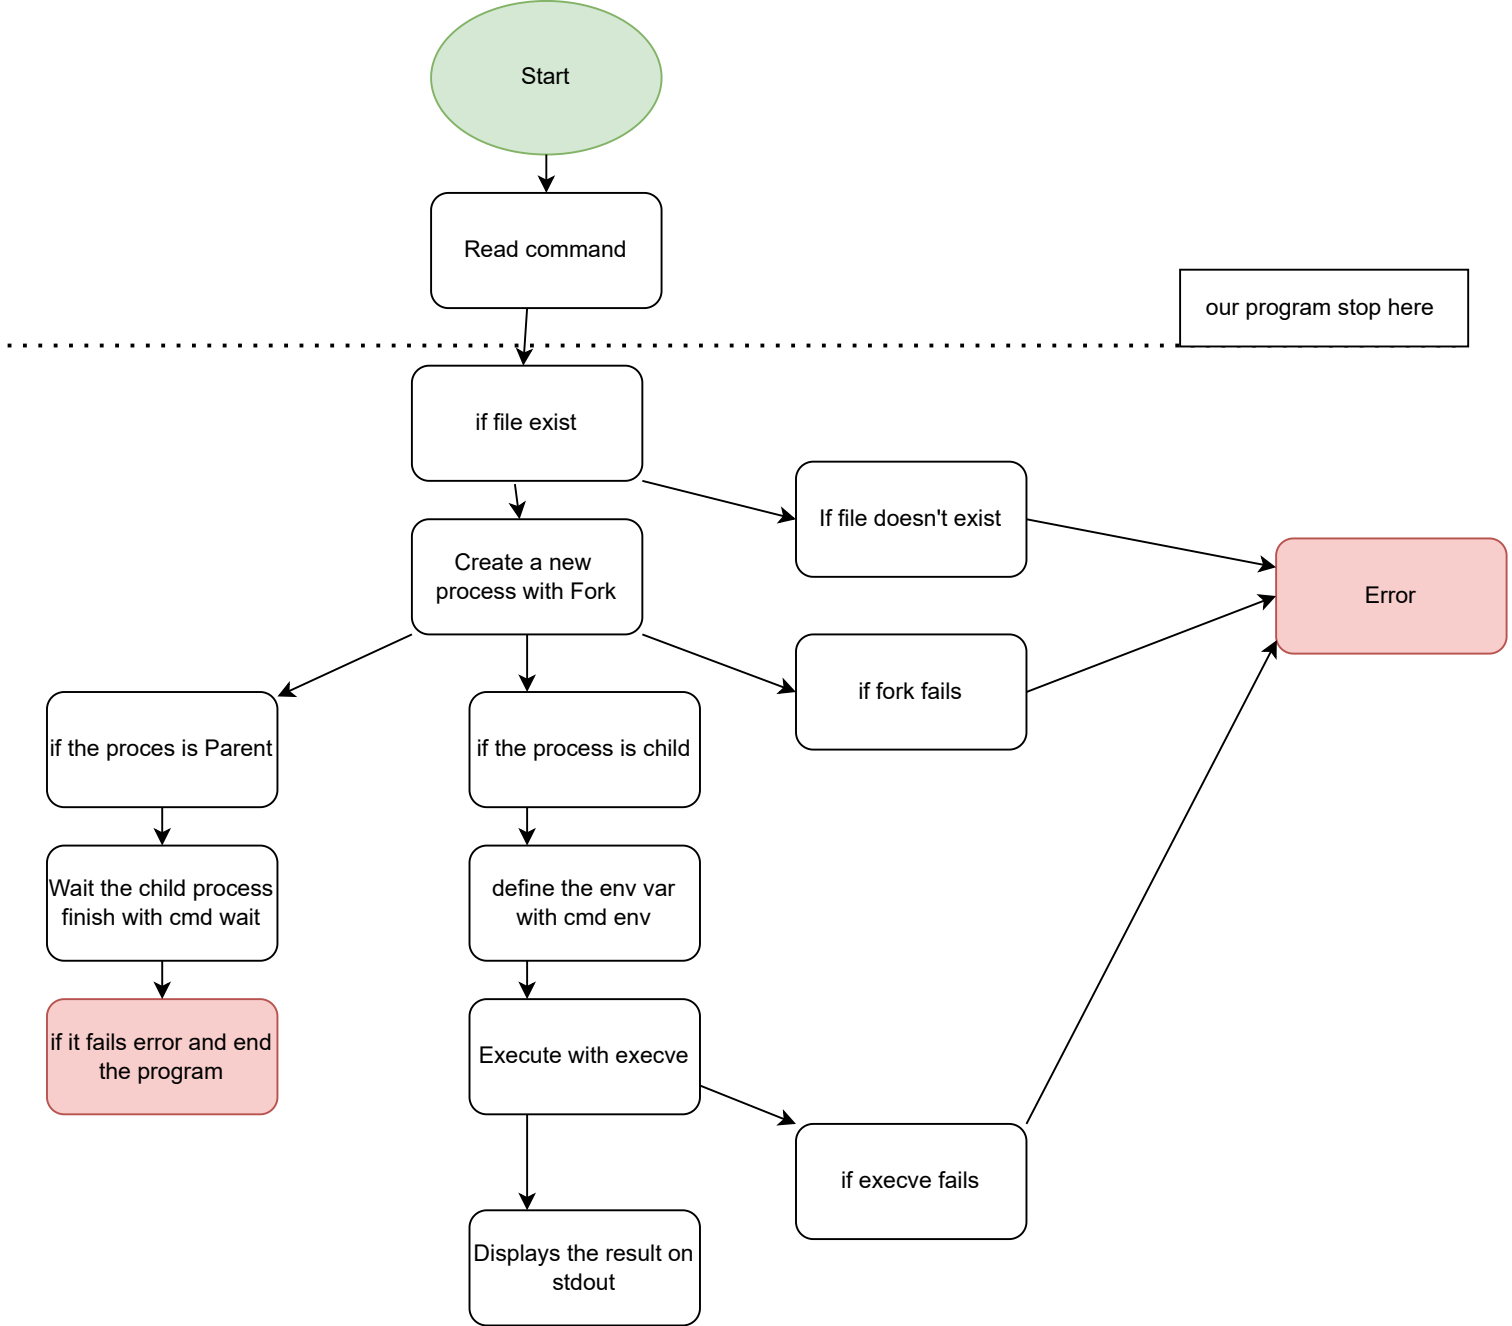 Start
Read command
our program stop here
if file exist
If file doesn't exist
Create a new
process with Fork
Error
if fork fails
if the proces is Parent
if the process is child
Wait the child process
finish with cmd wait
define the env var
with cmd env
if it fails error and end
the program
Execute with execve
if execve fails
Displays the result on
stdout